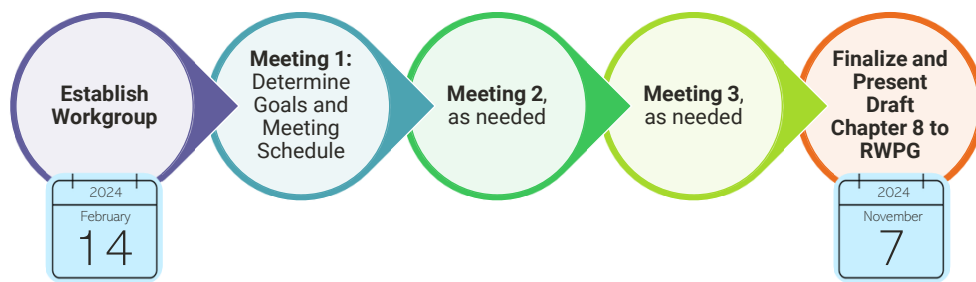 Establish
Workgroup
2024
February
14
Meeting 1:
Determine
Goals and
Meeting
Schedule
Meeting 2,
as needed
Meeting 3,
as needed
Finalize and
Present
Draft
Chapter 8 to
RWPG
2024
November
7